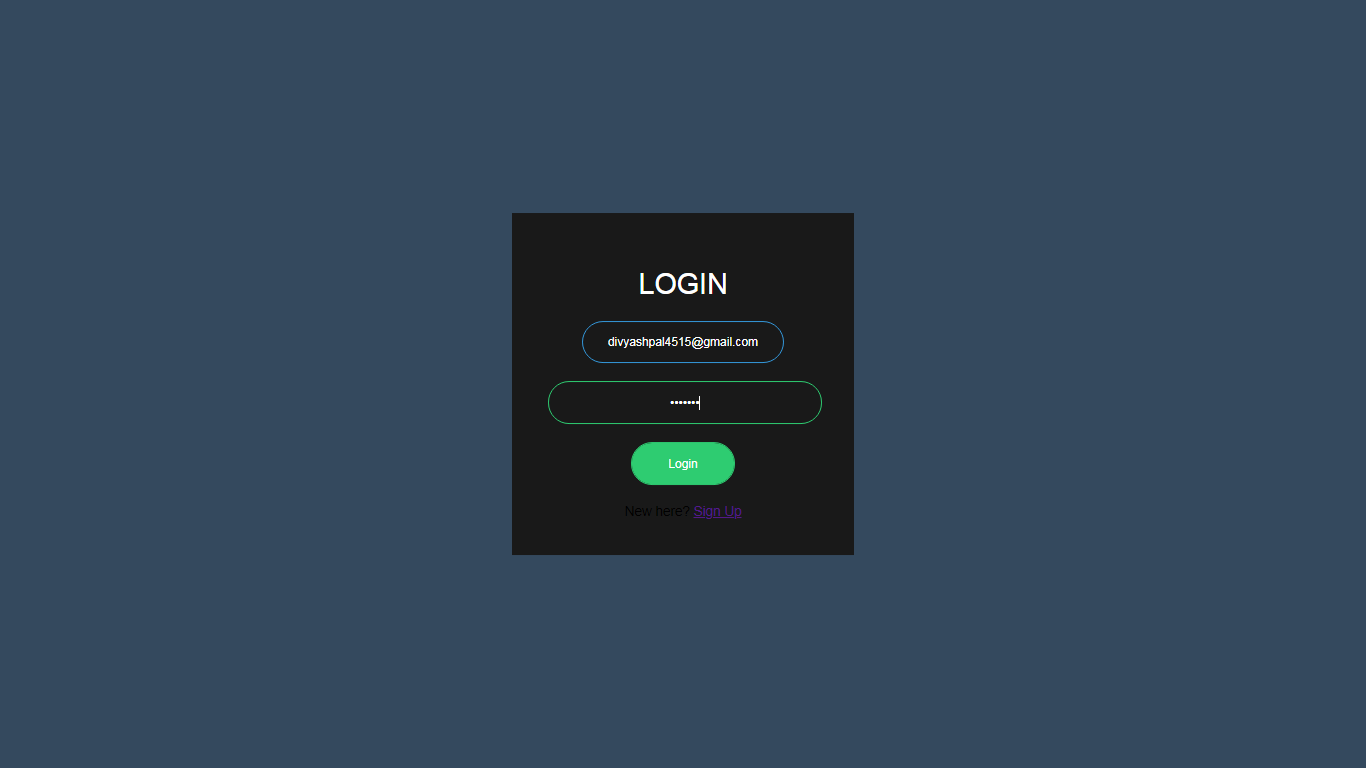 LOGIN
divyashpal4515@gmail.com
•••••••
Login
New here? Sign Up